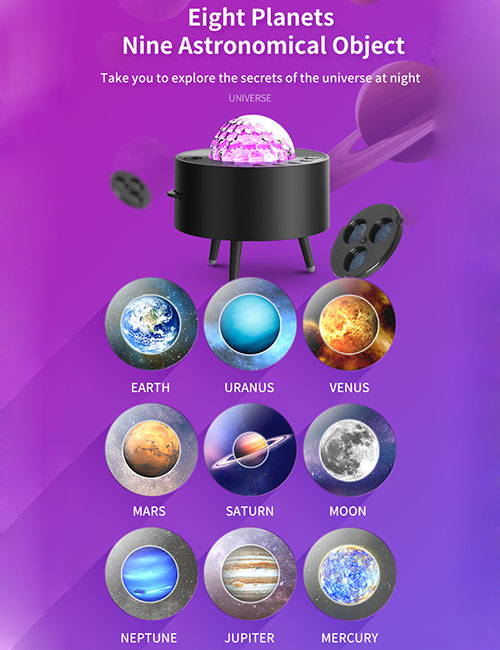 Eight Planets
Nine Astronomical Object
Take you to explore the secrets of the universe at night
UNIVERSE
EARTH
URANUS
VENUS
MARS
SATURN
MOON
NEPTUNE
JUPITER
MERCURY